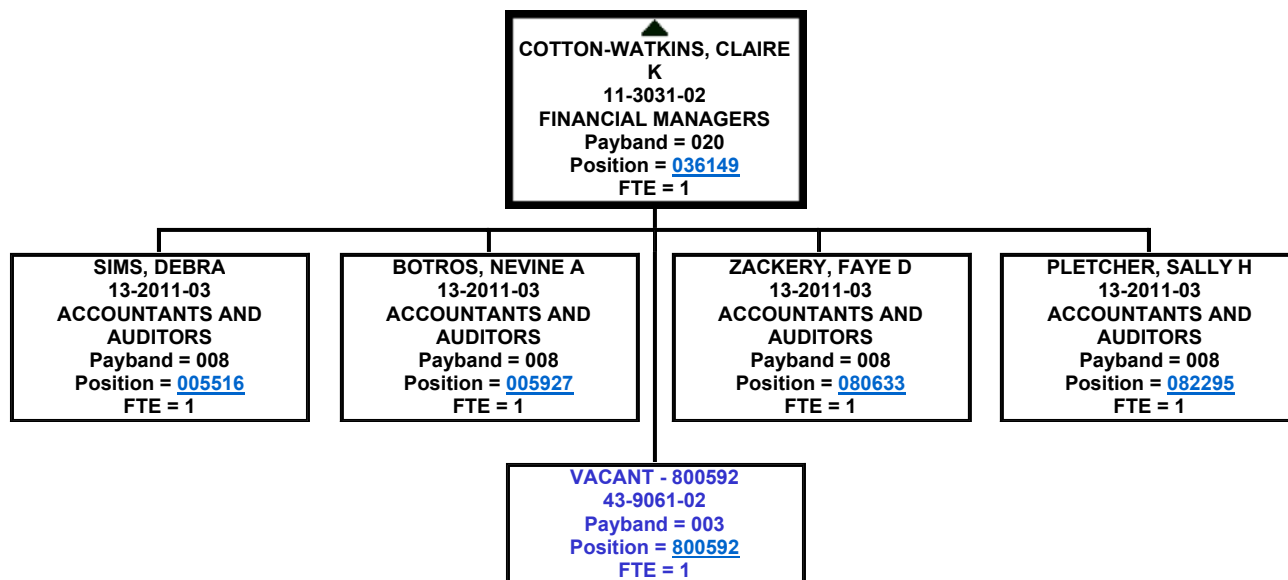 COTTON-WATKINS, CLAIRE
K
11-3031-02
FINANCIAL MANAGERS
Payband = 020
Position = 036149
FTE = 1
SIMS, DEBRA
13-2011-03
ACCOUNTANTS AND
AUDITORS
Payband = 008
Position = 005516
FTE = 1
BOTROS, NEVINE A
13-2011-03
ACCOUNTANTS AND
AUDITORS
Payband = 008
Position = 005927
FTE = 1
ZACKERY, FAYE D
13-2011-03
ACCOUNTANTS AND
AUDITORS
Payband = 008
Position = 080633
FTE = 1
PLETCHER, SALLY H
13-2011-03
ACCOUNTANTS AND
AUDITORS
Payband = 008
Position = 082295
FTE = 1
VACANT - 800592
43-9061-02
Payband = 003
Position = 800592
FTE = 1